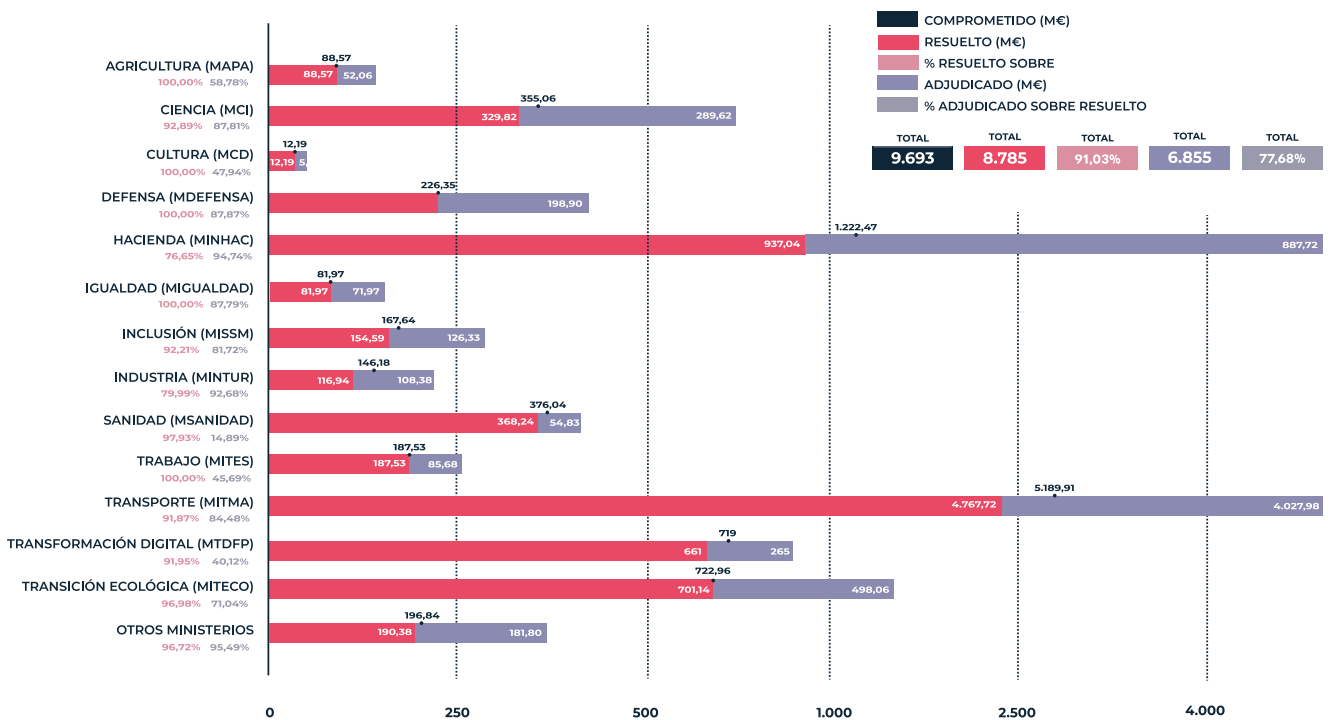 COMPROMETIDO (M€)
RESUELTO (M€)
% RESUELTO SOBRE
ADJUDICADO (M€)
% ADJUDICADO SOBRE RESUELTO
TOTAL TOTAL TOTAL TOTAL TOTAL
9.693 8.785 91,03% 6.855 77,68%
88,57
AGRICULTURA (MAPA) 88,57 52,06
100,00% 58,78%
355,06
CIENCIA (MCI) 329,82 289,62
92,89% 87,81%
12,19
CULTURA (MCD) 12,19 5,
100,00% 47,94%
226,35
DEFENSA (MDEFENSA) 198,90
100,00% 87,87%
1.222,47
HACIENDA (MINHAC) 937,04 887,72
76,65% 94,74%
81,97
IGUALDAD (MIGUALDAD) 81,97 71,97
100,00% 87,79%
167,64
INCLUSIÓN (MISSM) 154,59 126,33
92,21% 81,72%
146,18
INDUSTRIA (MINTUR) 116,94 108,38
79,99% 92,68%
376,04
SANIDAD (MSANIDAD) 368,24 54,83
97,93% 14,89%
187,53
TRABAJO (MITES) 187,53 85,68
100,00% 45,69%
5.189,91
TRANSPORTE (MITMA) 4.767,72 4.027,98
91,87% 84,48%
719
TRANSFORMACIÓN DIGITAL (MTDFP) 661 265
91,95% 40,12%
722,96
TRANSICIÓN ECOLÓGICA (MITECO) 701,14 498,06
96,98% 71,04%
196,84
OTROS MINISTERIOS 190,38 181,80
96,72% 95,49%
0 250 500 1.000 2.500 4.000